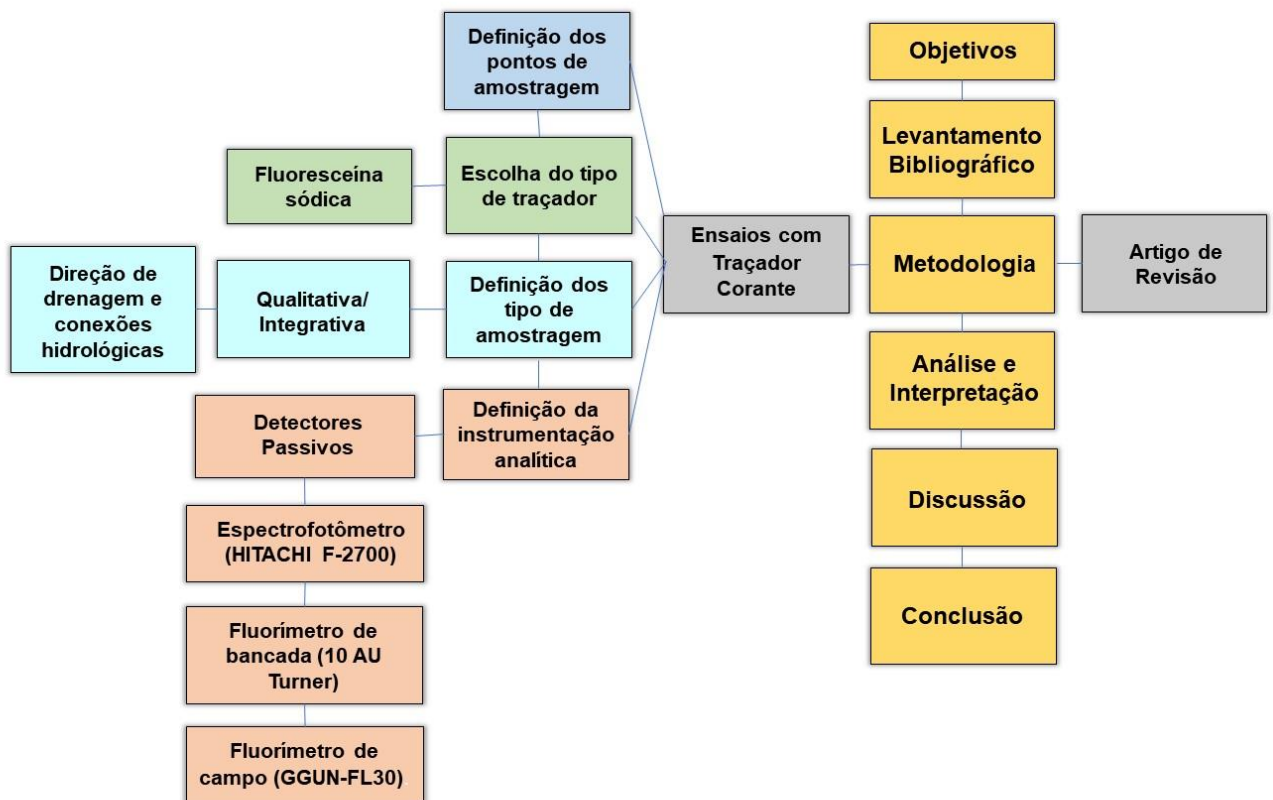 Definição dos
pontos de
amostragem
Objetivos
Levantamento
Bibliográfico
Fluoresceína
sódica
Escolha do tipo
de traçador
Ensaios com
Traçador
Corante
Metodologia
Artigo de
Revisão
Direção de
drenagem e
conexões
hidrológicas
Qualitativa/
Integrativa
Definição dos
tipo de
amostragem
Análise e
Interpretação
Detectores
Passivos
Definição da
instrumentação
analítica
Discussão
Espectrofotômetro
(HITACHI F-2700)
Conclusão
Fluorímetro de
bancada (10 AU
Turner)
Fluorímetro de
campo (GGUN-FL30)